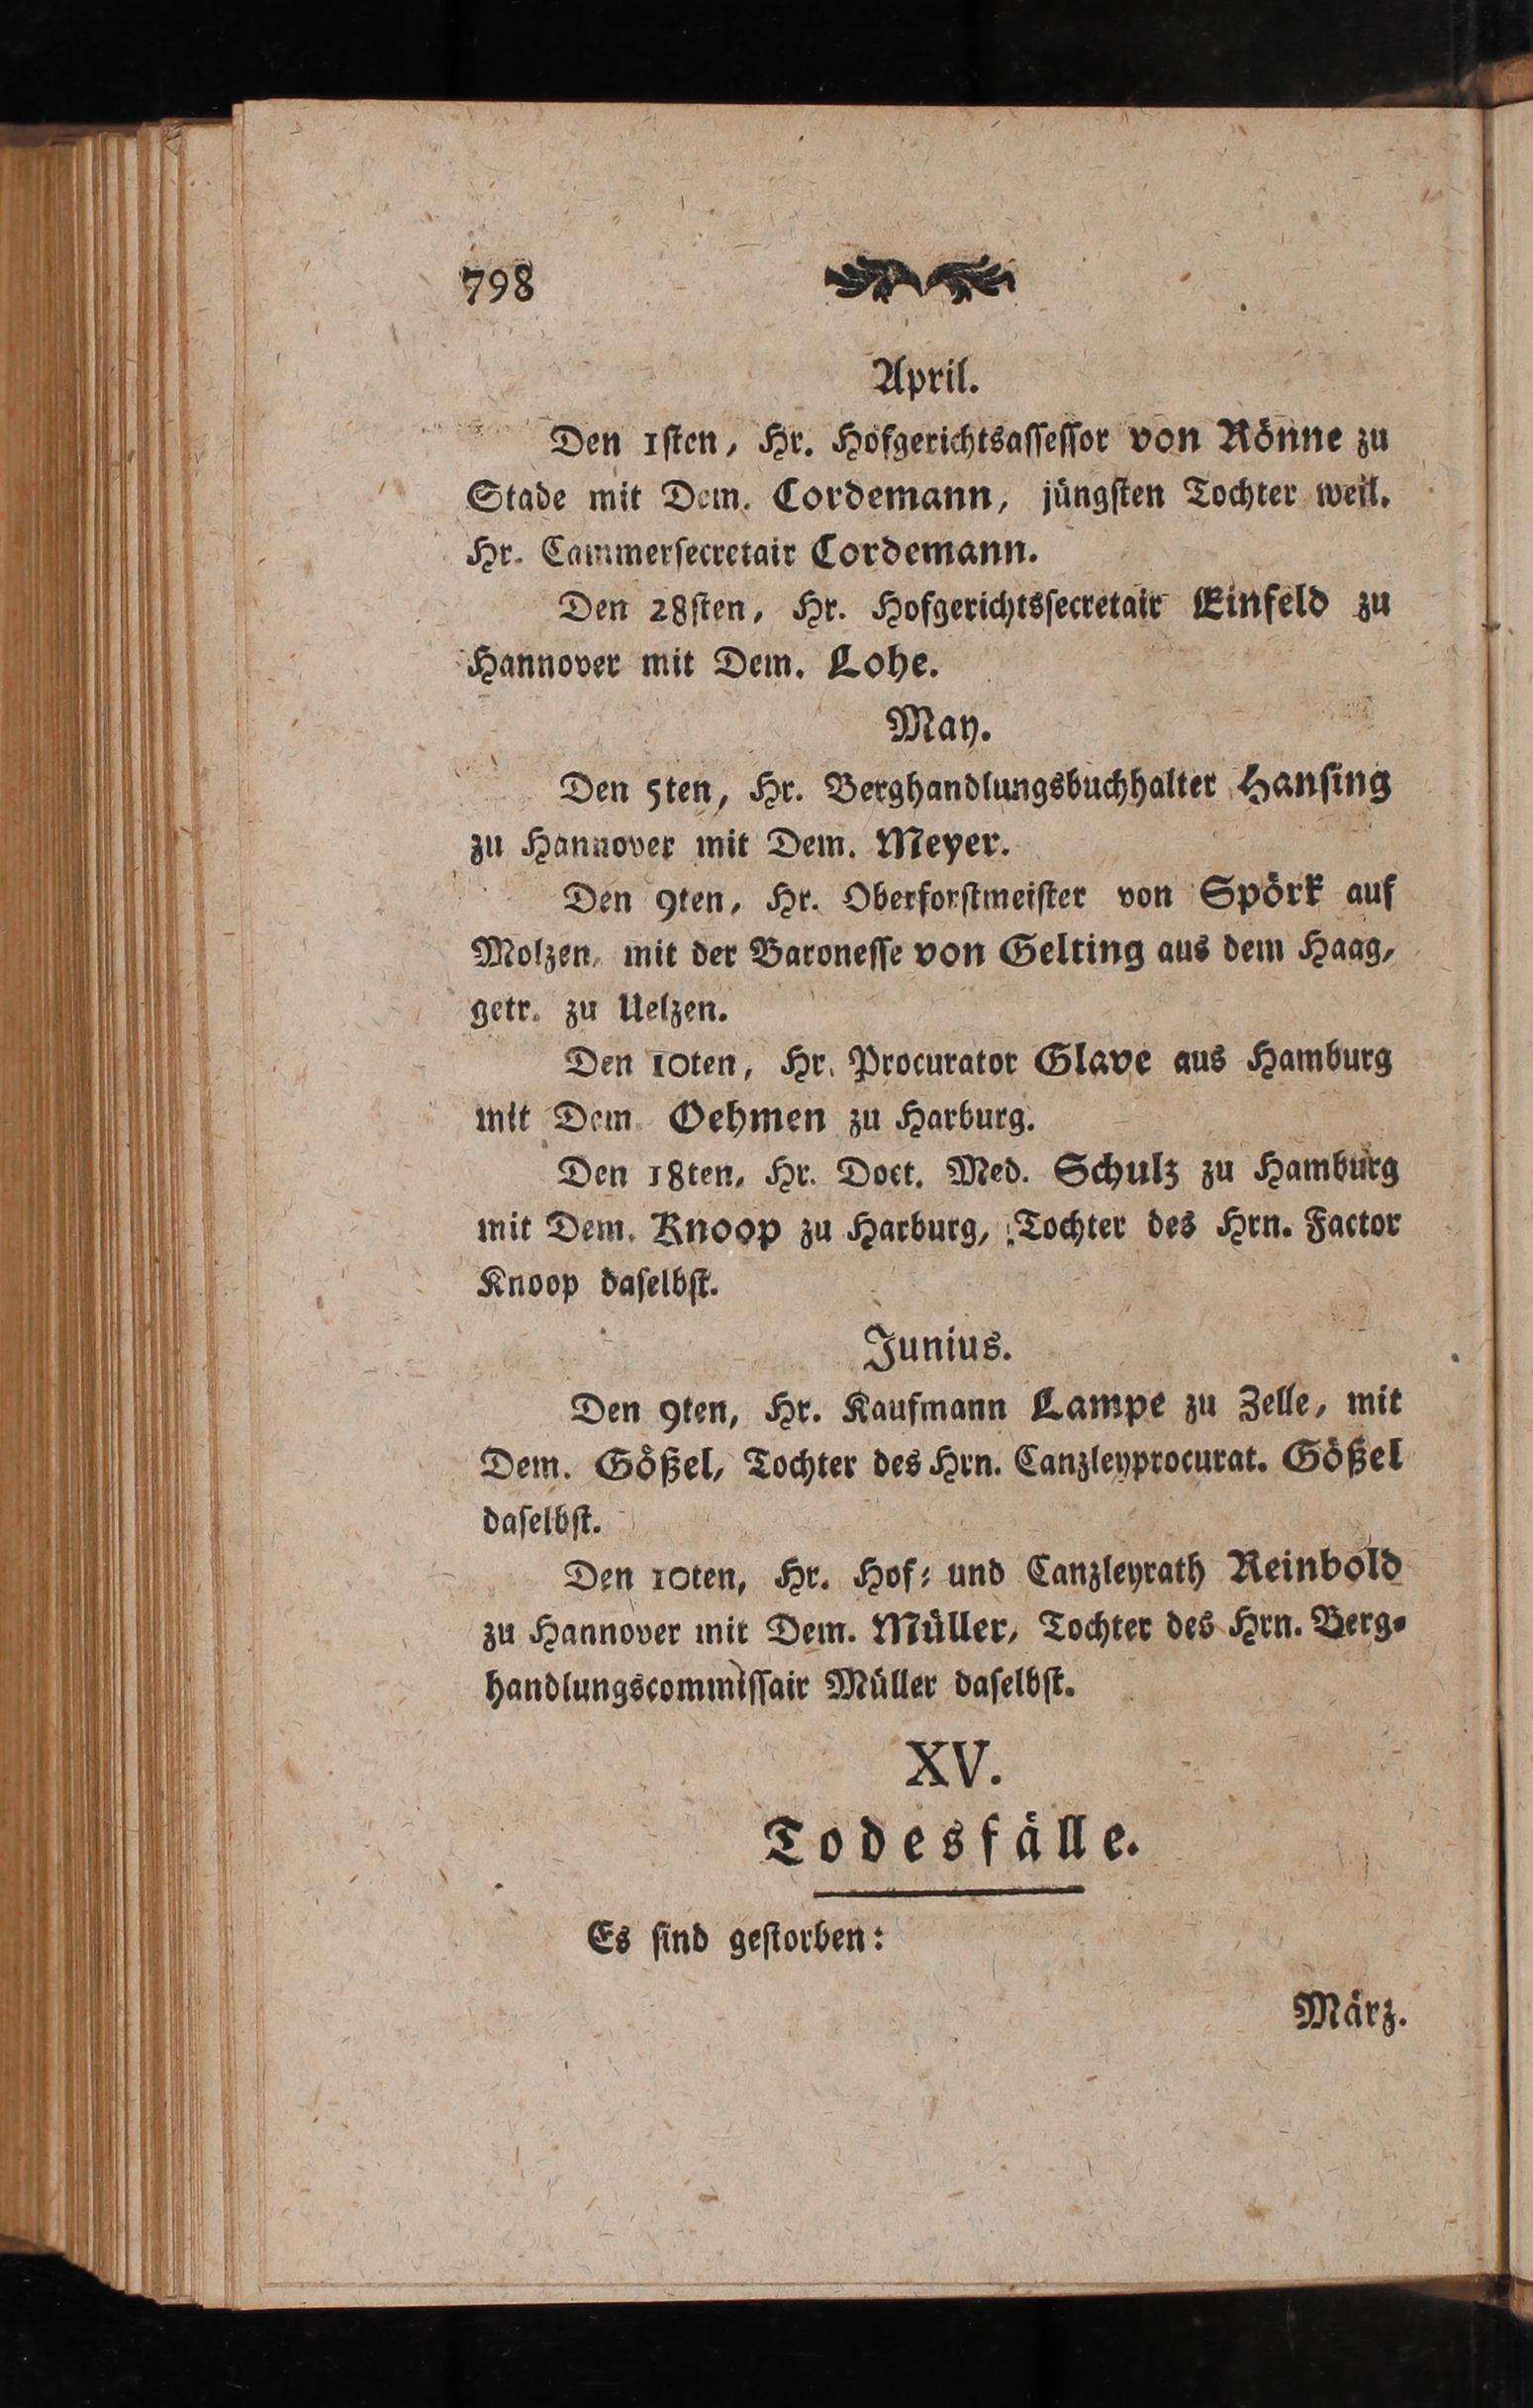 798
April.
Den 1sten, Hr. Hofgerichtsassessor von Rönne zu
Stade mit Dem. Cordemann, jüngsten Tochter weil.
Hr. Cammersecretair Cordemann.
Den 28sten, Hr. Hofgerichtssecretair Einfeld zu
Hannover mit Dem. Lohe.
May.
Den 5ten, Hr. Berghandlungsbuchhalter Hansing
zu Hannover mit Dem. Meyer.
Den 9ten, Hr. Oberforstmeister von Spörk auf
Molzen, mit der Baronesse von Gelting aus dem Haag,
getr. zu Uelzen.
Den 10ten, Hr. Procurator Glave aus Hamburg
mit Dem. Oehmen zu Harburg.
Den 18ten, Hr. Doct. Med. Schulz zu Hamburg
mit Dem. Knoop zu Harburg, Tochter des Hrn. Factor
Knoop daselbst.
Junius.
Den 9ten, Hr. Kaufmann Lampe zu Zelle, mit
Dem. Gößel, Tochter des Hrn. Canzleyprocurat. Gößel
daselbst.
Den 10ten, Hr. Hof- und Canzleyrath Reinbold
zu Hannover mit Dem. Müller, Tochter des Hrn. Berg-
handlungscommissair Müller daselbst.
XV.
Todesfälle.
Es sind gestorben:
März.